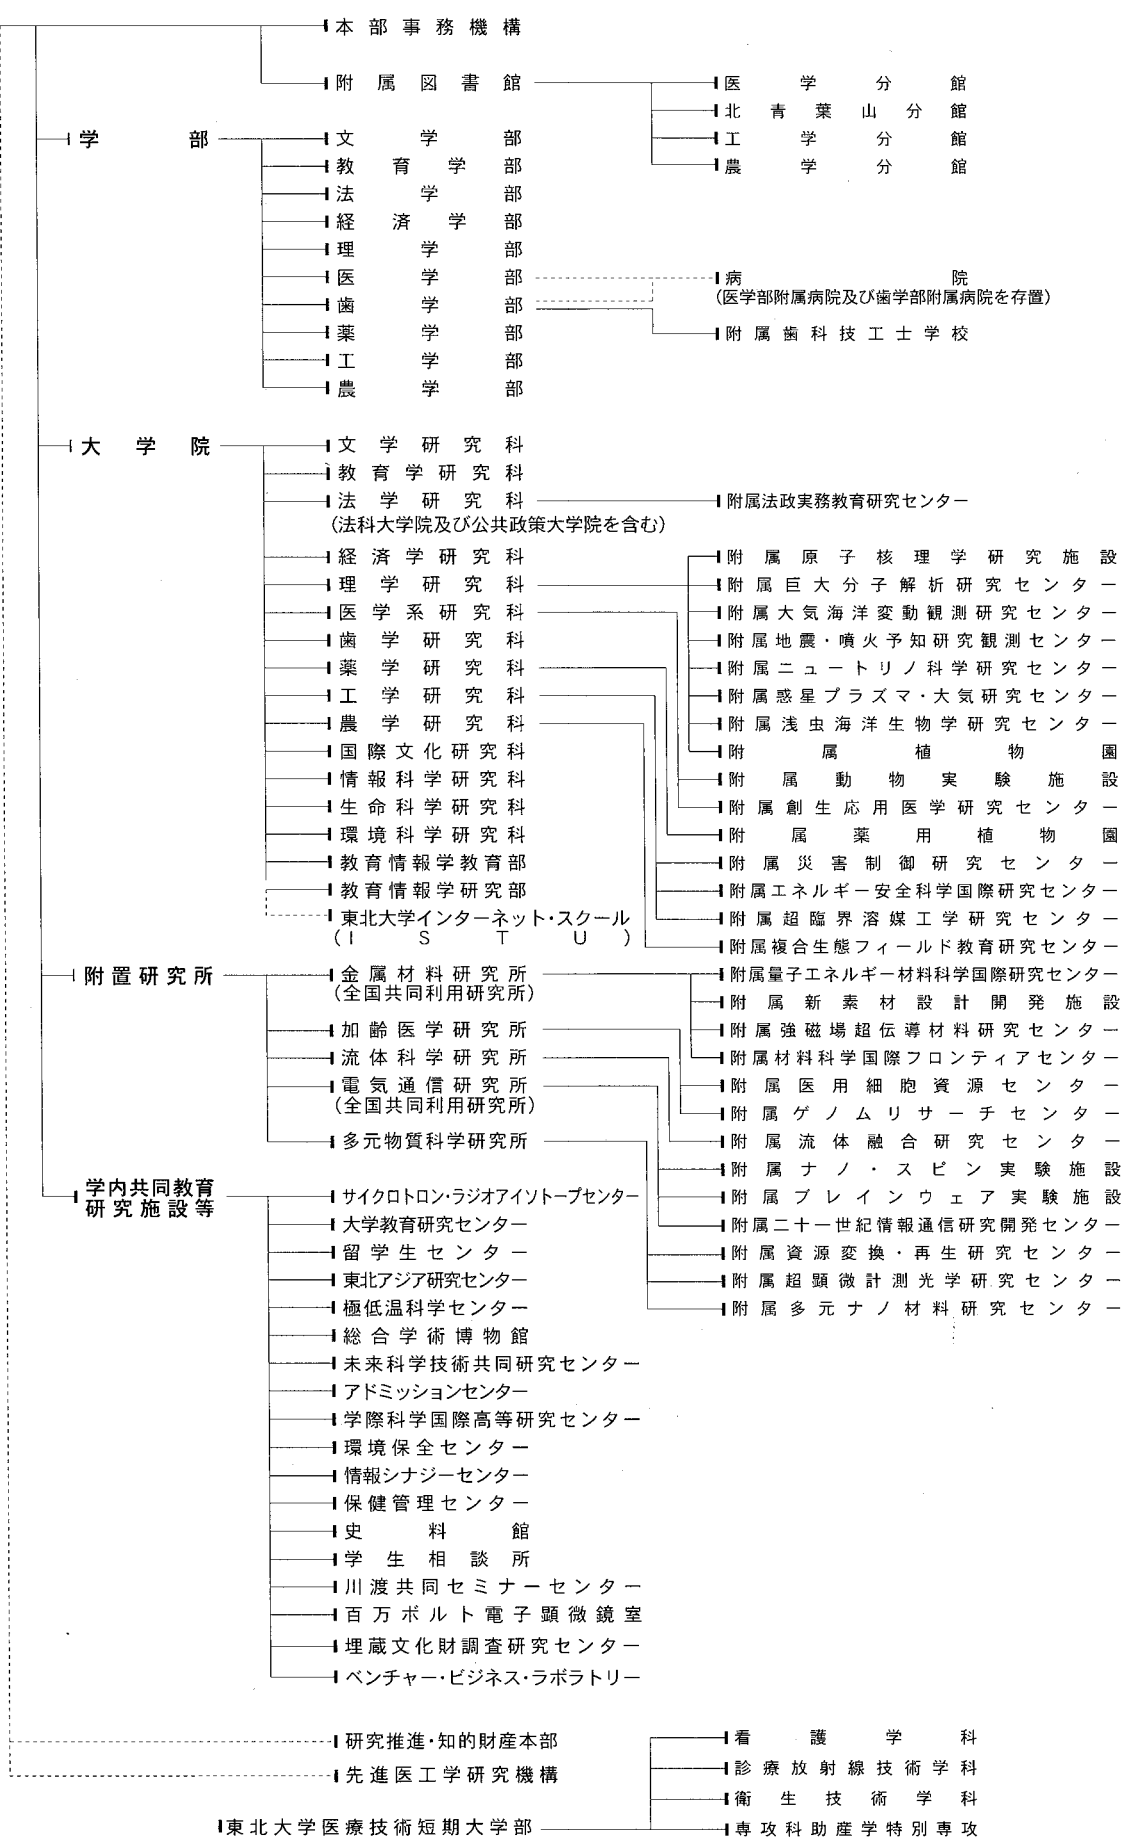 本部事務機構
附属図書館
医学分館
北青葉山分館
工学分館
農学分館
学部
文学部
教育学部
法学部
経済学部
理学部
医学部
歯学部
薬学部
工学部
農学部
病院
(医学部附属病院及び歯学部附属病院を存置)
附属歯科技工士学校
大学院
文学研究科
教育学研究科
法学研究科
(法科大学院及び公共政策大学院を含む)
経済学研究科
理学研究科
医学系研究科
歯学研究科
薬学研究科
工学研究科
農学研究科
国際文化研究科
情報科学研究科
生命科学研究科
環境科学研究科
教育情報学教育部
教育情報学研究部
東北大学インターネット・スクール
(ISTU)
附属法政実務教育研究センター
附属原子核理学研究施設
附属巨大分子解析研究センター
附属大気海洋変動観測研究センター
附属地震・噴火予知研究観測センター
附属ニュートリノ科学研究センター
附属惑星プラズマ・大気研究センター
附属浅虫海洋生物学研究センター
附属植物園
附属動物実験施設
附属創生応用医学研究センター
附属薬用植物園
附属災害制御研究センター
附属エネルギー安全科学国際研究センター
附属超臨界溶媒工学研究センター
附属複合生態フィールド教育研究センター
附置研究所
金属材料研究所
(全国共同利用研究所)
加齢医学研究所
流体科学研究所
電気通信研究所
(全国共同利用研究所)
多元物質科学研究所
附属量子エネルギー材料科学国際研究センター
附属新素材設計開発施設
附属強磁場超伝導材料研究センター
附属材料科学国際フロンティアセンター
附属医用細胞資源センター
附属ゲノムリサーチセンター
附属流体融合研究センター
附属ナノ・スピン実験施設
附属ブレインウェア実験施設
附属二十一世紀情報通信研究開発センター
附属資源変換・再生研究センター
附属超顕微計測光学研究センター
附属多元ナノ材料研究センター
学内共同教育
研究施設等
サイクロトロン・ラジオアイソトープセンター
大学教育研究センター
留学生センター
東北アジア研究センター
極低温科学センター
総合学術博物館
未来科学技術共同研究センター
アドミッションセンター
学際科学国際高等研究センター
環境保全センター
情報シナジーセンター
保健管理センター
史料館
学生相談所
川渡共同セミナーセンター
百万ボルト電子顕微鏡室
埋蔵文化財調査研究センター
ベンチャー・ビジネス・ラボラトリー
研究推進・知的財産本部
先進医工学研究機構
東北大学医療技術短期大学部
看護学科
診療放射線技術学科
衛生技術学科
専攻科助産学特別専攻